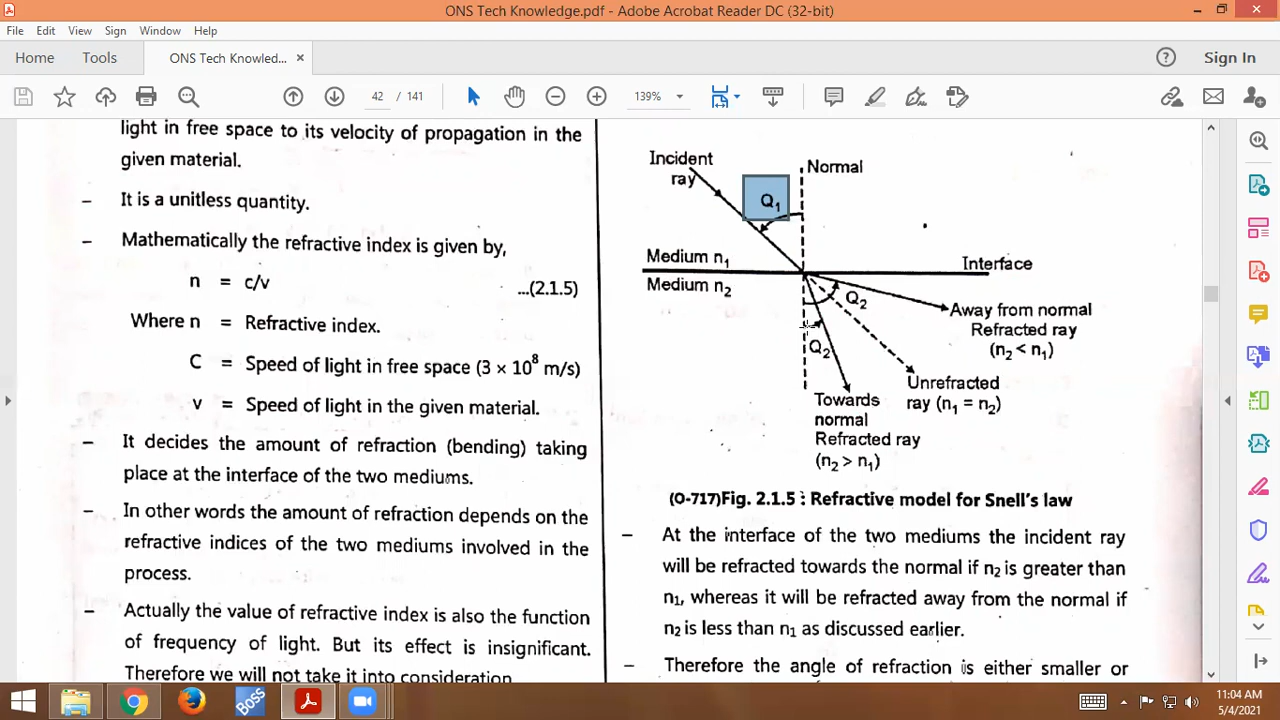 ONS Tech Knowledge.pdf - Adobe Acrobat Reader DC (32-bit)
File Edit View Sign Window Help
Home Tools ONS Tech Knowled... × Sign In
42 / 141 139%
light in free space to its velocity of propagation in the
given material.
– It is a unitless quantity.
– Mathematically the refractive index is given by,
n = c/v ...(2.1.5)
Where n = Refractive index.
C = Speed of light in free space (3 × 10⁸ m/s)
v = Speed of light in the given material.
– It decides the amount of refraction (bending) taking
place at the interface of the two mediums.
– In other words the amount of refraction depends on the
refractive indices of the two mediums involved in the
process.
– Actually the value of refractive index is also the function
of frequency of light. But its effect is insignificant.
Therefore we will not take it into consideration
Incident
ray
Normal
Q₁
Medium n₁
Medium n₂
Interface
Q₂
Away from normal
Refracted ray
(n₂ < n₁)
Q₂
Unrefracted
ray (n₁ = n₂)
Towards
normal
Refracted ray
(n₂ > n₁)
(O-717)Fig. 2.1.5 : Refractive model for Snell's law
– At the interface of the two mediums the incident ray
will be refracted towards the normal if n₂ is greater than
n₁, whereas it will be refracted away from the normal if
n₂ is less than n₁ as discussed earlier.
– Therefore the angle of refraction is either smaller or
BOSS
11:04 AM
5/4/2021